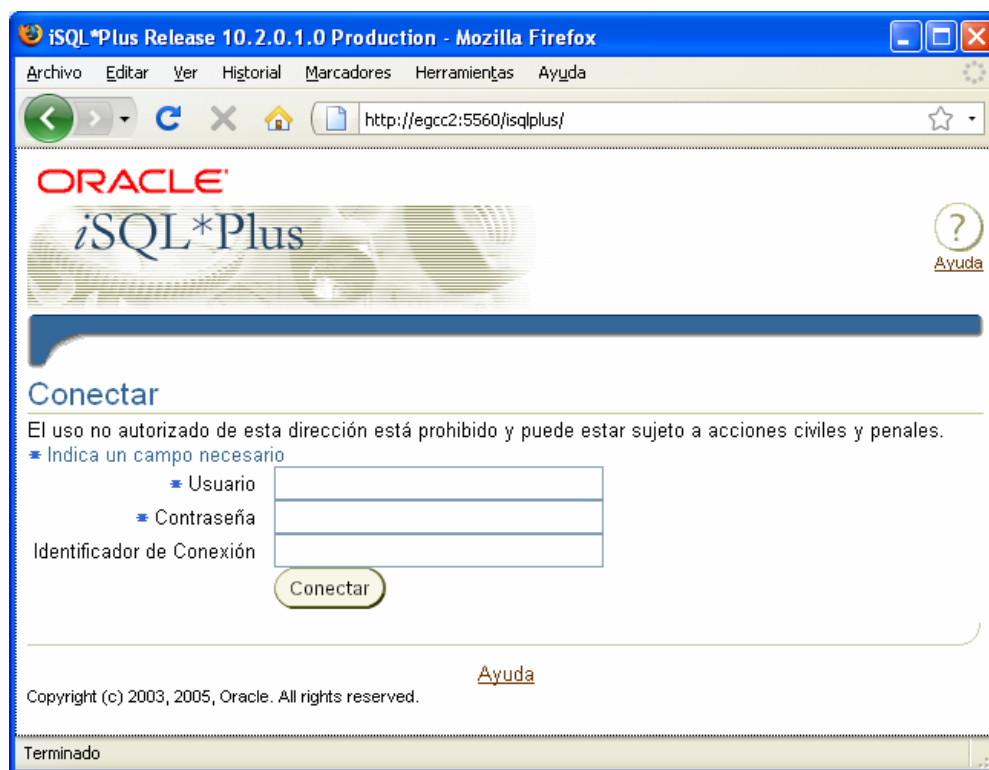 iSQL*Plus Release 10.2.0.1.0 Production - Mozilla Firefox
Archivo Editar Ver Historial Marcadores Herramientas Ayuda
http://egcc2:5560/isqlplus/
ORACLE
iSQL*Plus
?
Ayuda
Conectar
El uso no autorizado de esta dirección está prohibido y puede estar sujeto a acciones civiles y penales.
* Indica un campo necesario
* Usuario
* Contraseña
Identificador de Conexión
Conectar
Ayuda
Copyright (c) 2003, 2005, Oracle. All rights reserved.
Terminado